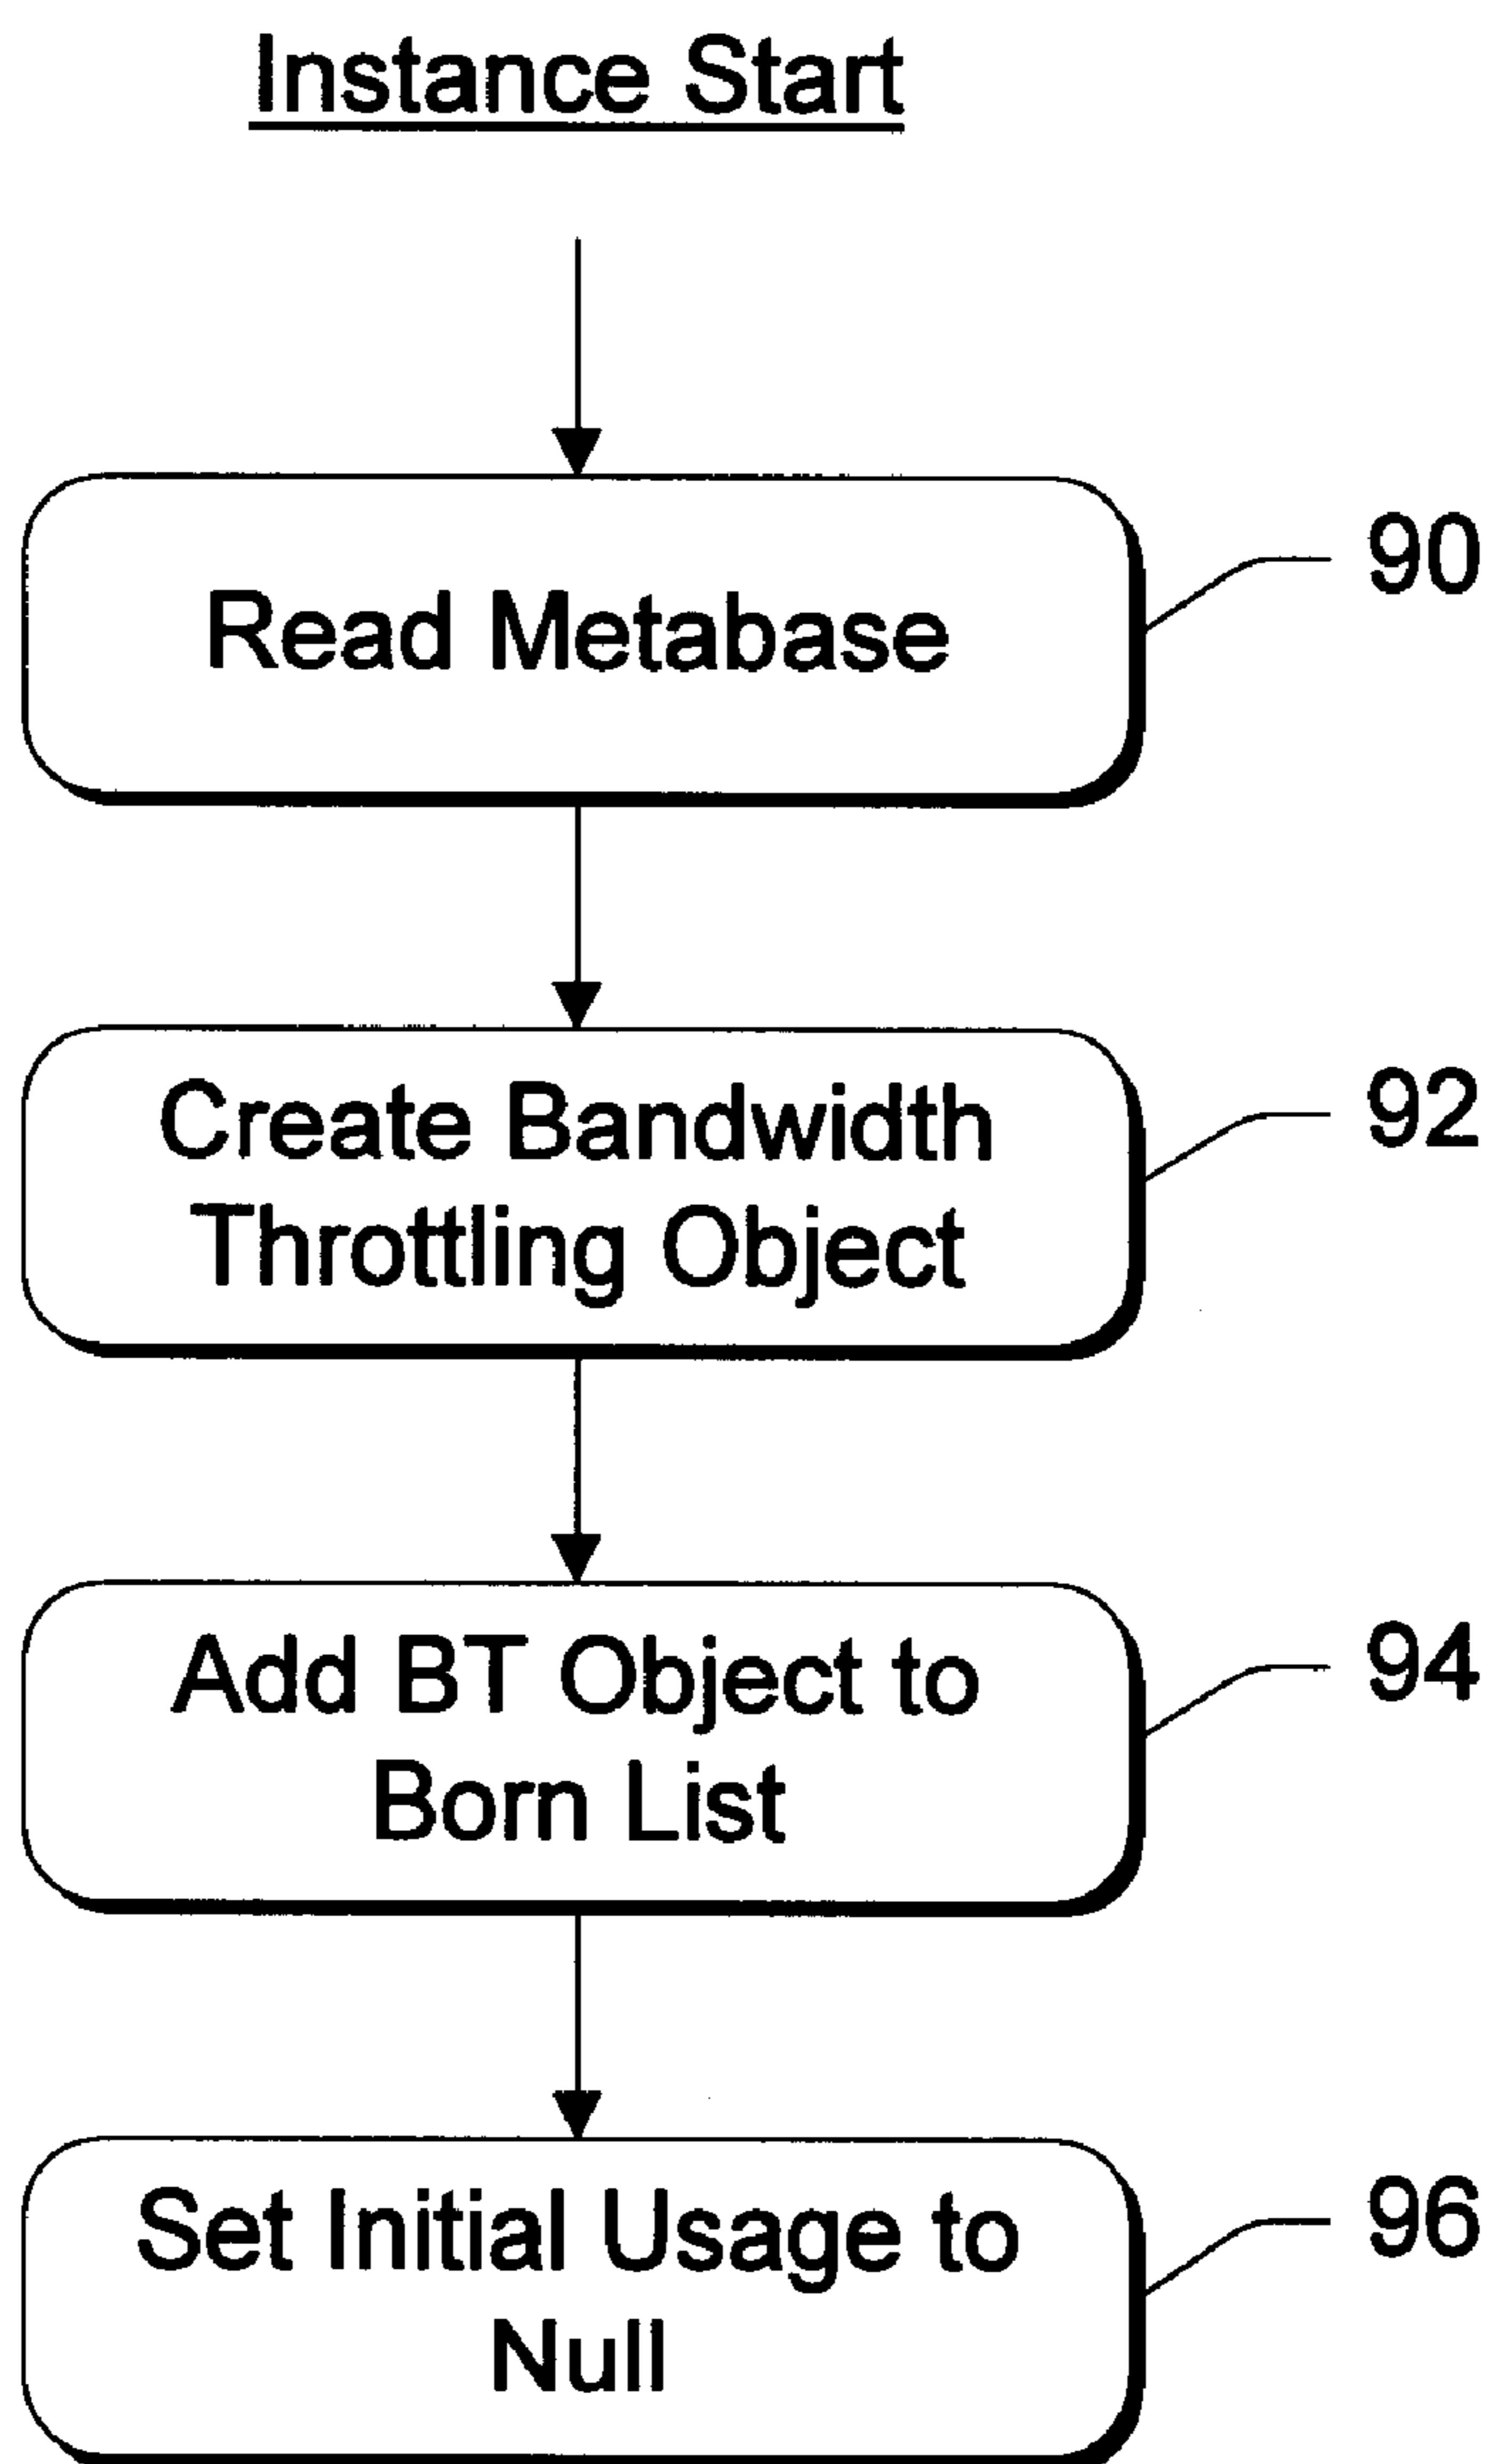 Instance Start
Read Metabase
90
Create Bandwidth
Throttling Object
92
Add BT Object to
Born List
94
Set Initial Usage to
Null
96